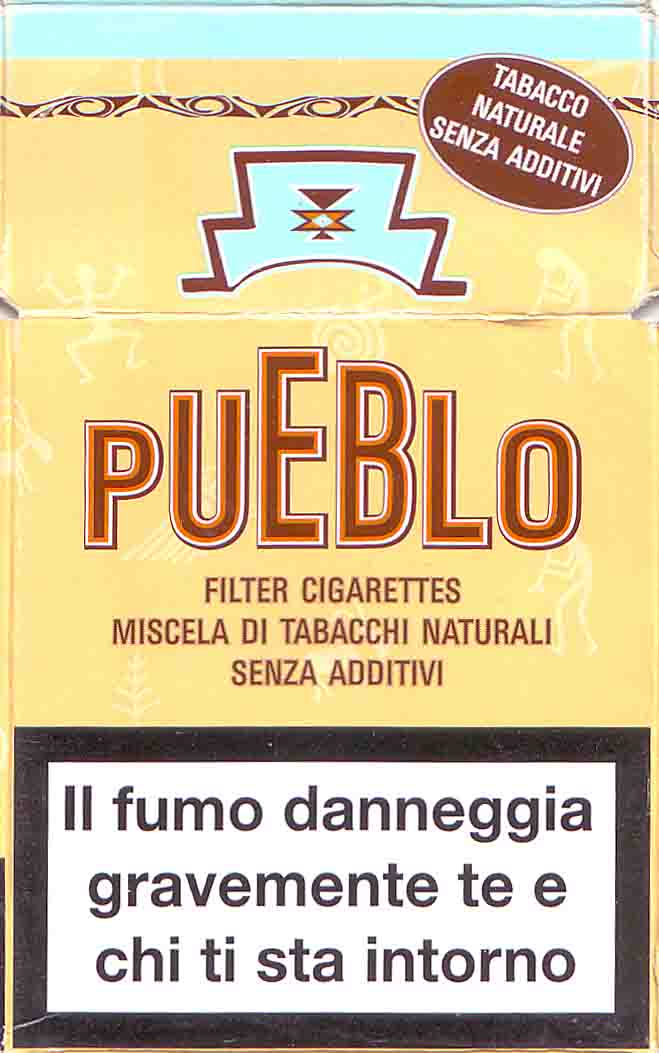 TABACCO
NATURALE
SENZA ADDITIVI
PUEBLO
FILTER CIGARETTES
MISCELA DI TABACCHI NATURALI
SENZA ADDITIVI
Il fumo danneggia
gravemente te e
chi ti sta intorno